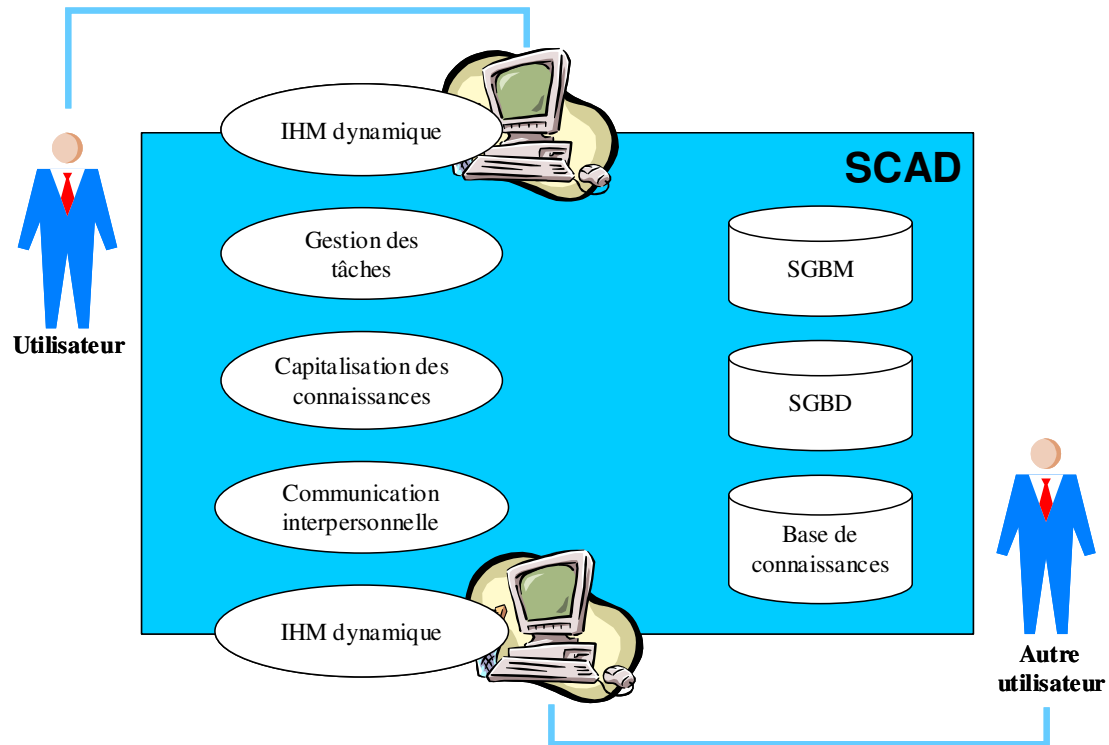 IHM dynamique
SCAD
Gestion des
tâches
SGBM
Utilisateur
Capitalisation des
connaissances
SGBD
Communication
interpersonnelle
Base de
connaissances
IHM dynamique
Autre
utilisateur